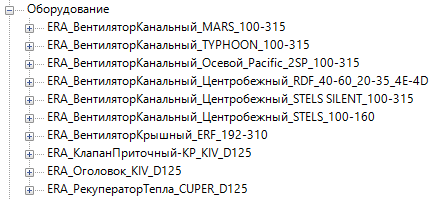 Оборудование
ERA_ВентиляторКанальный_MARS_100-315
ERA_ВентиляторКанальный_TYPHOON_100-315
ERA_ВентиляторКанальный_Осевой_Pacific_2SP_100-315
ERA_ВентиляторКанальный_Центробежный_RDF_40-60_20-35_4E-4D
ERA_ВентиляторКанальный_Центробежный_STELS SILENT_100-315
ERA_ВентиляторКанальный_Центробежный_STELS_100-160
ERA_ВентиляторКрышный_ERF_192-310
ERA_КлапанПриточный-КР_KIV_D125
ERA_Оголовок_KIV_D125
ERA_РекуператорТепла_CUPER_D125